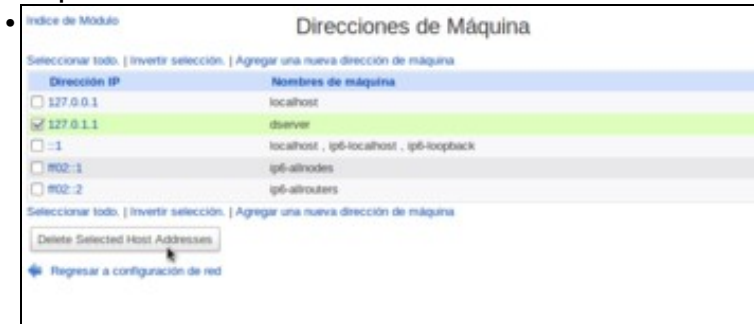 Indice de Módulo
Direcciones de Máquina
Seleccionar todo. | Invertir selección. | Agregar una nueva dirección de máquina
Dirección IP Nombres de máquina
127.0.0.1 localhost
127.0.1.1 dserver
::1 localhost , ip6-localhost , ip6-loopback
ff02::1 ip6-allnodes
ff02::2 ip6-allrouters
Seleccionar todo. | Invertir selección. | Agregar una nueva dirección de máquina
Delete Selected Host Addresses
Regresar a configuración de red